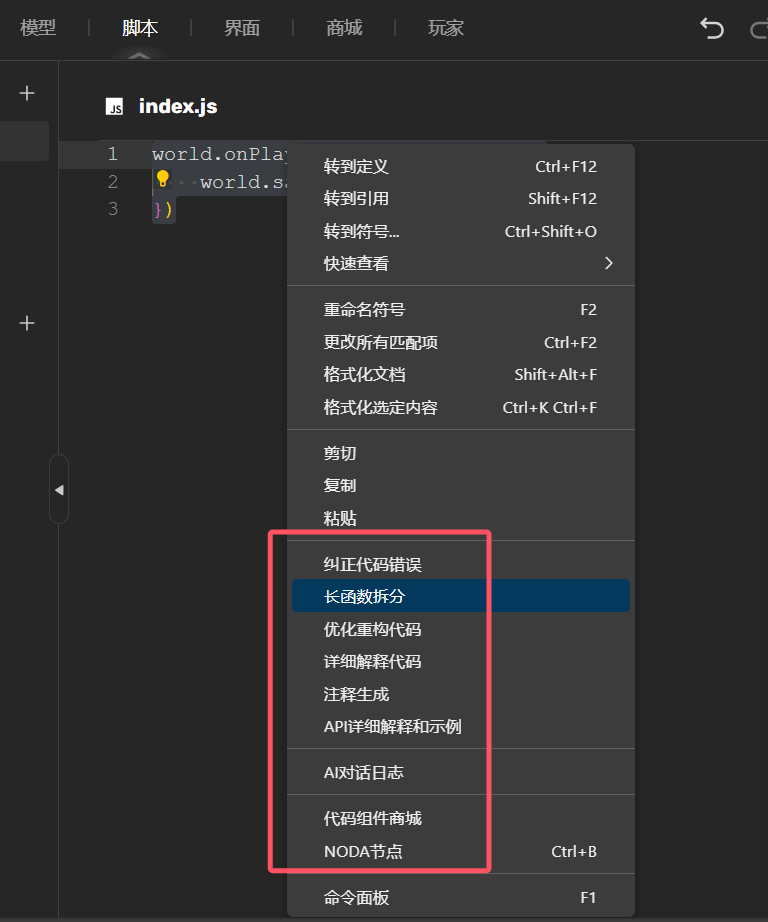 模型 脚本 界面 商城 玩家
JS index.js
1 world.onPla
2 world.s
3 })
转到定义 Ctrl+F12
转到引用 Shift+F12
转到符号... Ctrl+Shift+O
快速查看
重命名符号 F2
更改所有匹配项 Ctrl+F2
格式化文档 Shift+Alt+F
格式化选定内容 Ctrl+K Ctrl+F
剪切
复制
粘贴
纠正代码错误
长函数拆分
优化重构代码
详细解释代码
注释生成
API详细解释和示例
AI对话日志
代码组件商城
NODA节点 Ctrl+B
命令面板 F1